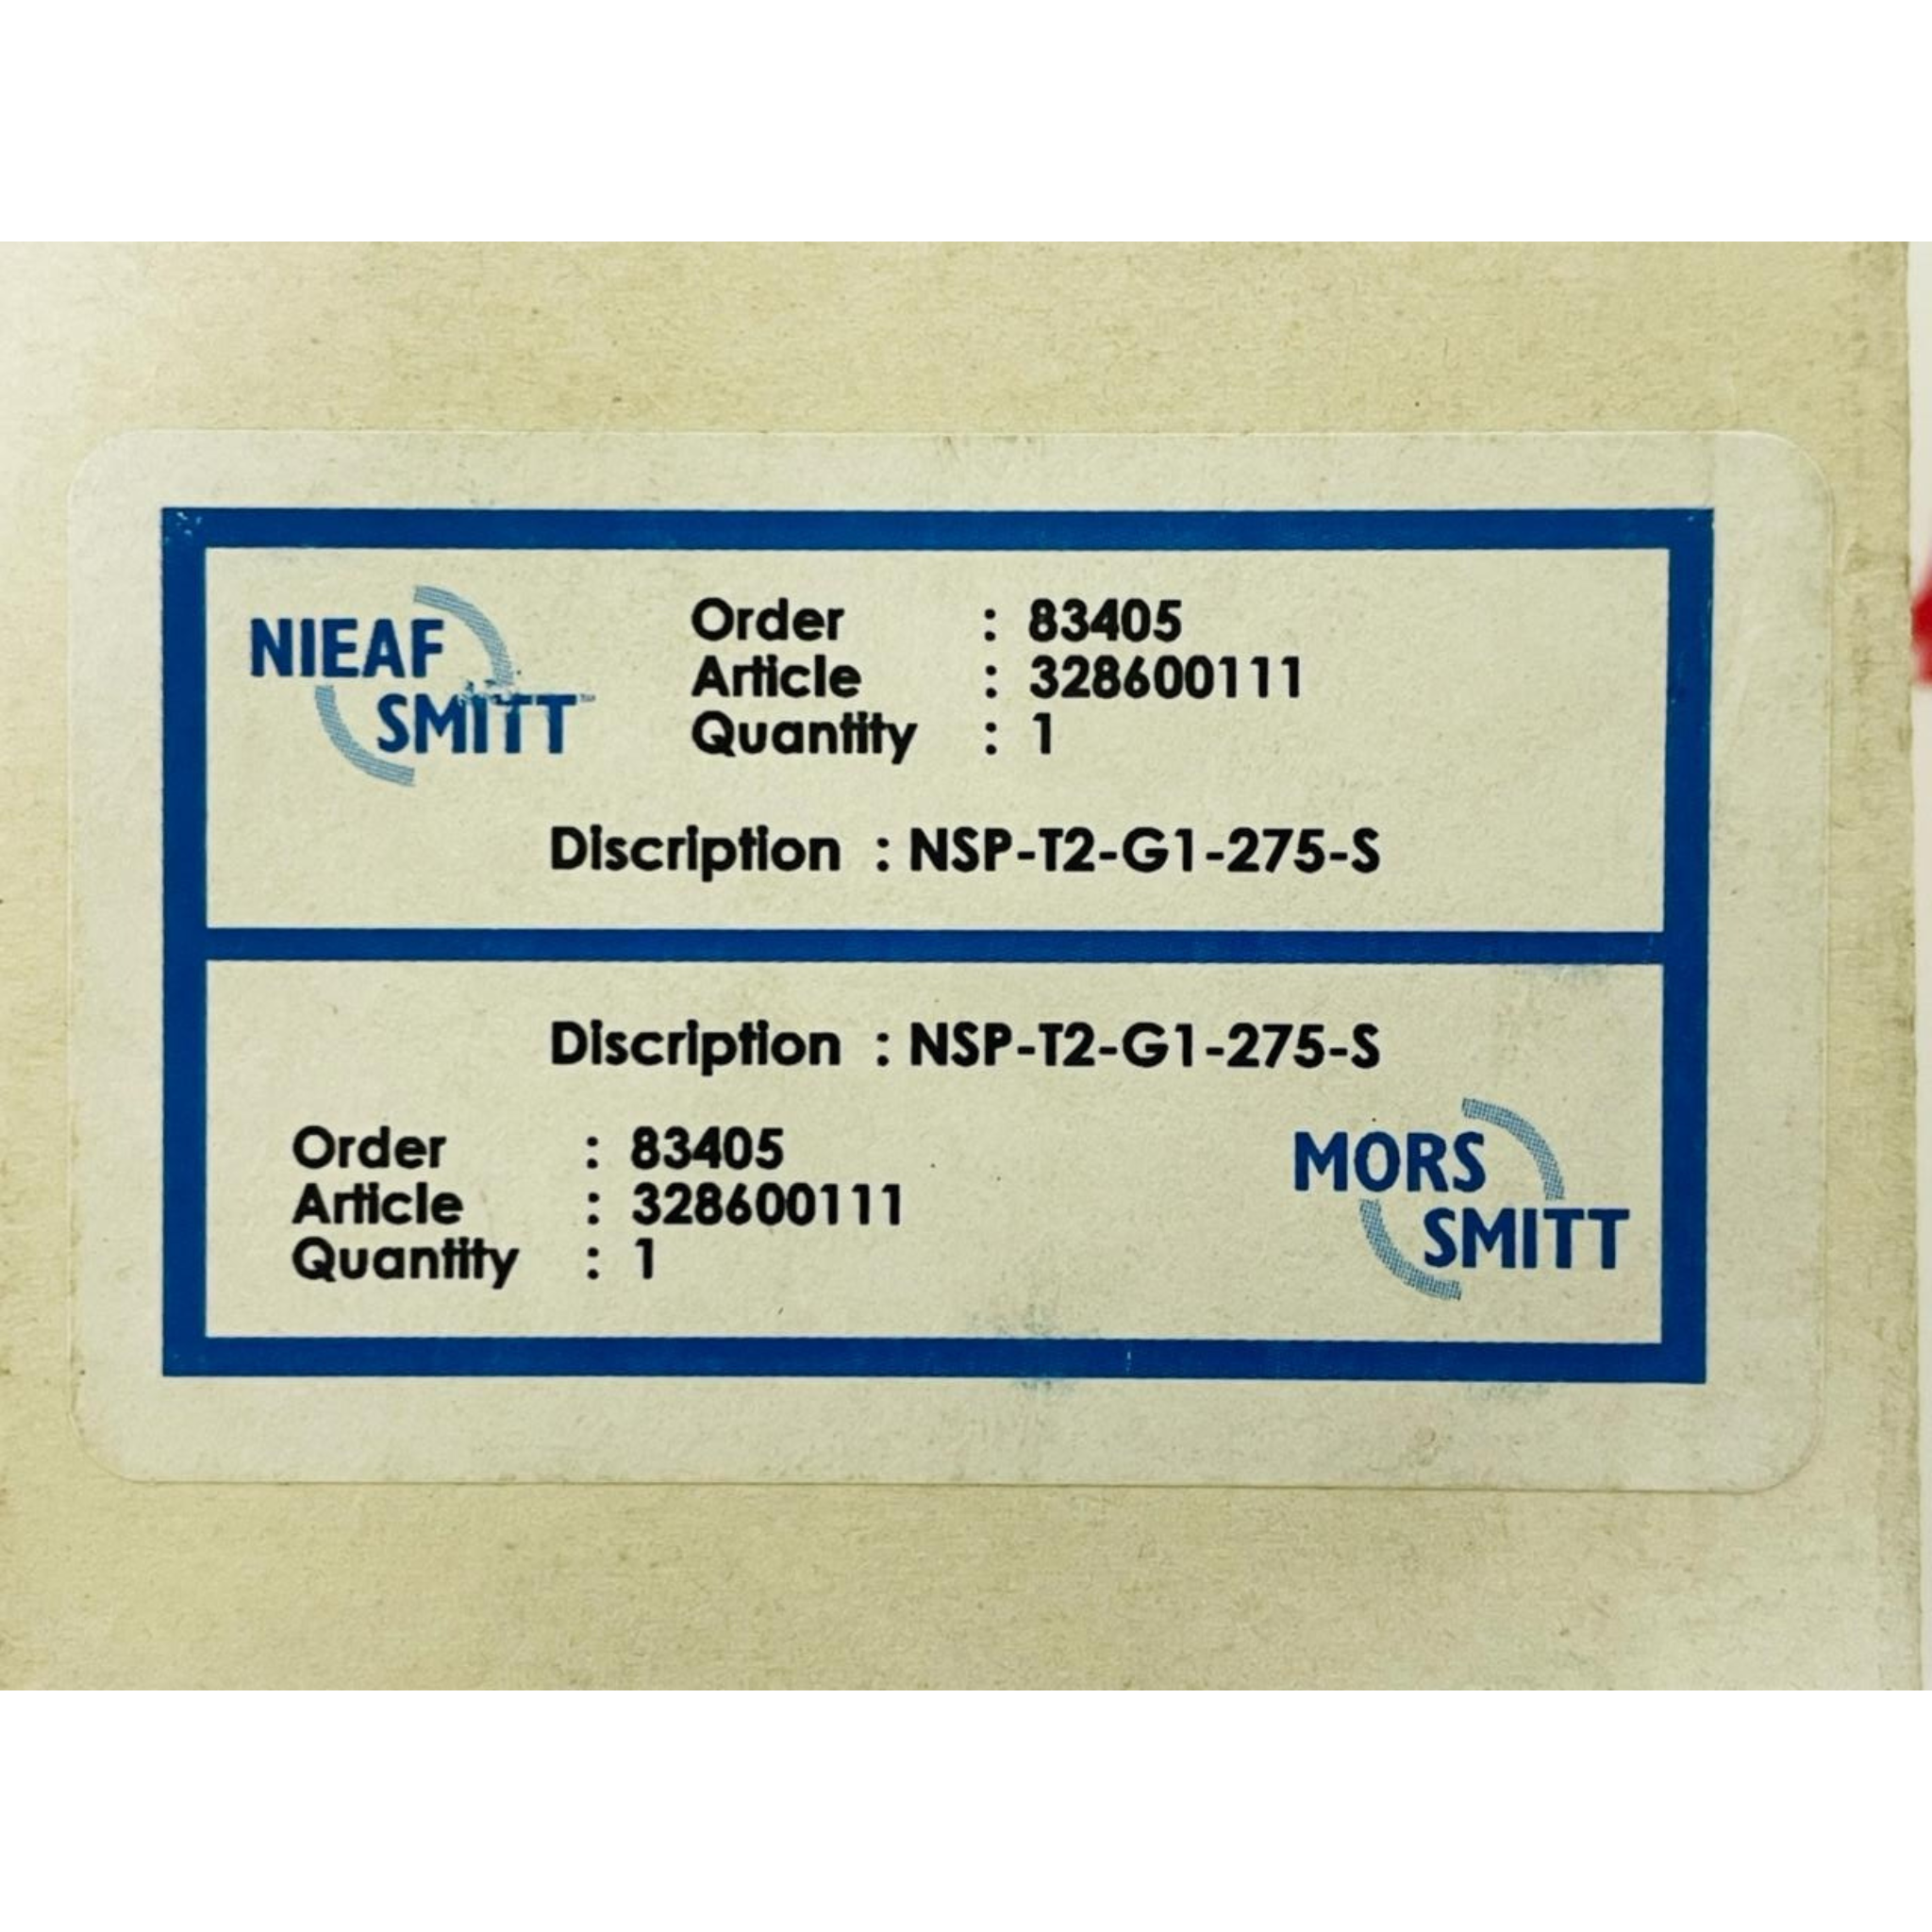 NIEAF
SMITT™
Order : 83405
Article : 328600111
Quantity : 1
Discription : NSP-T2-G1-275-S
Discription : NSP-T2-G1-275-S
Order : 83405
Article : 328600111
Quantity : 1
MORS
SMITT